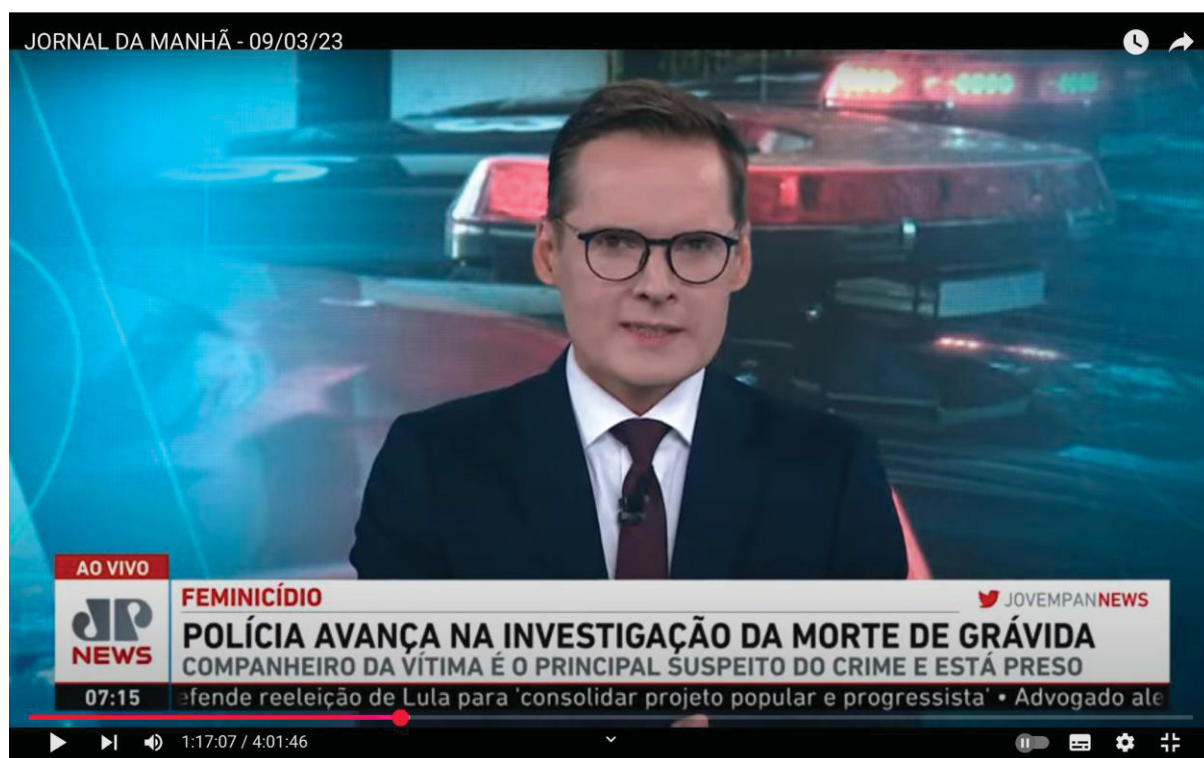 JORNAL DA MANHÃ - 09/03/23
AO VIVO
JP
NEWS
FEMINICÍDIO
JOVEMPANNEWS
POLÍCIA AVANÇA NA INVESTIGAÇÃO DA MORTE DE GRÁVIDA
COMPANHEIRO DA VÍTIMA É O PRINCIPAL SUSPEITO DO CRIME E ESTÁ PRESO
07:15
efende reeleição de Lula para 'consolidar projeto popular e progressista' • Advogado ale
1:17:07 / 4:01:46